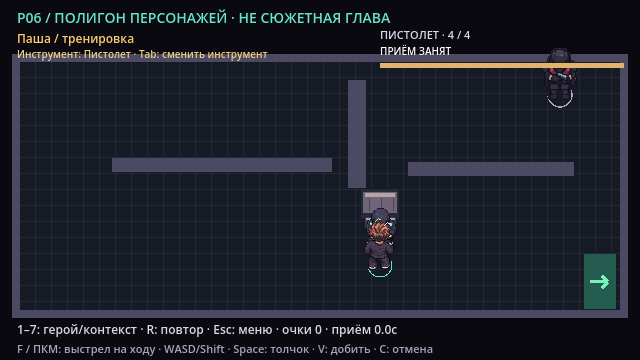 P06 / ПОЛИГОН ПЕРСОНАЖЕЙ · НЕ СЮЖЕТНАЯ ГЛАВА
Паша / тренировка
Инструмент: Пистолет · Tab: сменить инструмент
ПИСТОЛЕТ · 4 / 4
ПРИЁМ ЗАНЯТ
1–7: герой/контекст · R: повтор · Esc: меню · очки 0 · приём 0.0с
F / ПКМ: выстрел на ходу · WASD/Shift · Space: толчок · V: добить · C: отмена